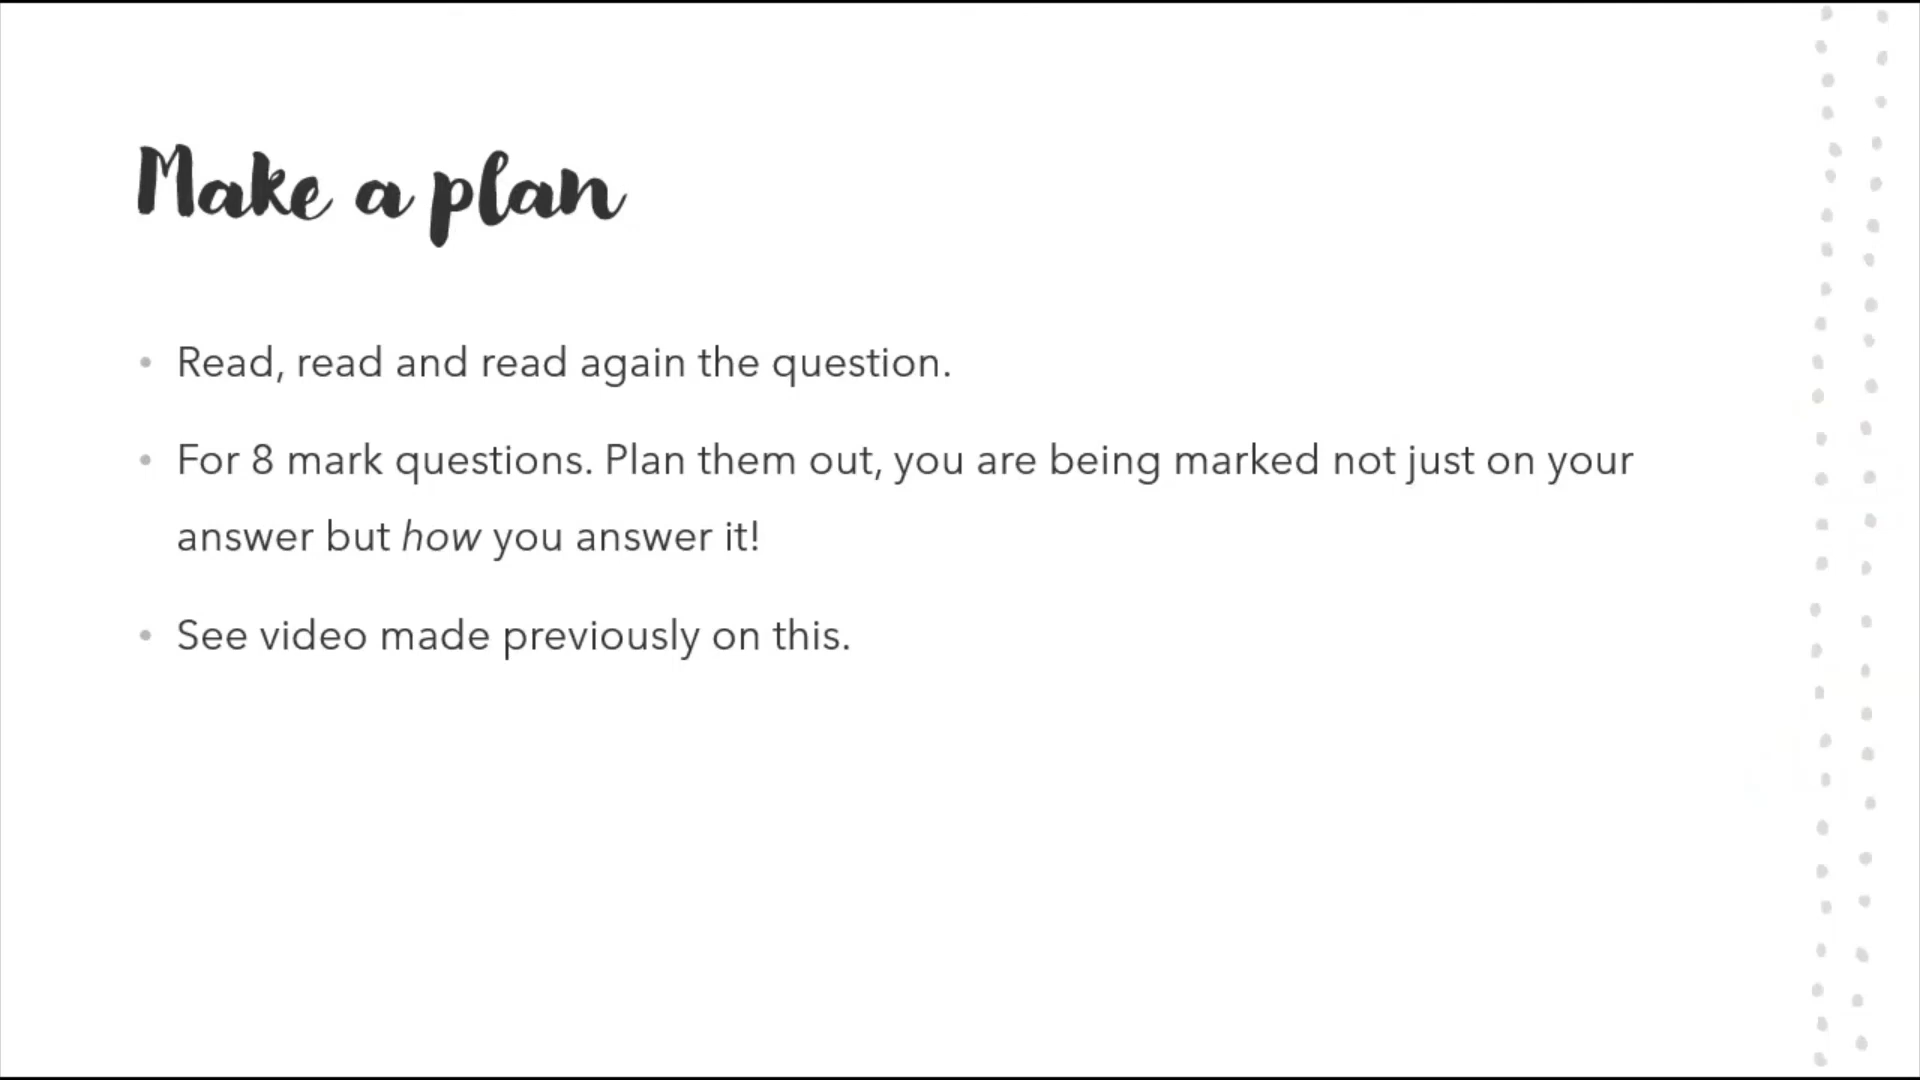 Make a plan
• Read, read and read again the question.
• For 8 mark questions. Plan them out, you are being marked not just on your
answer but how you answer it!
• See video made previously on this.